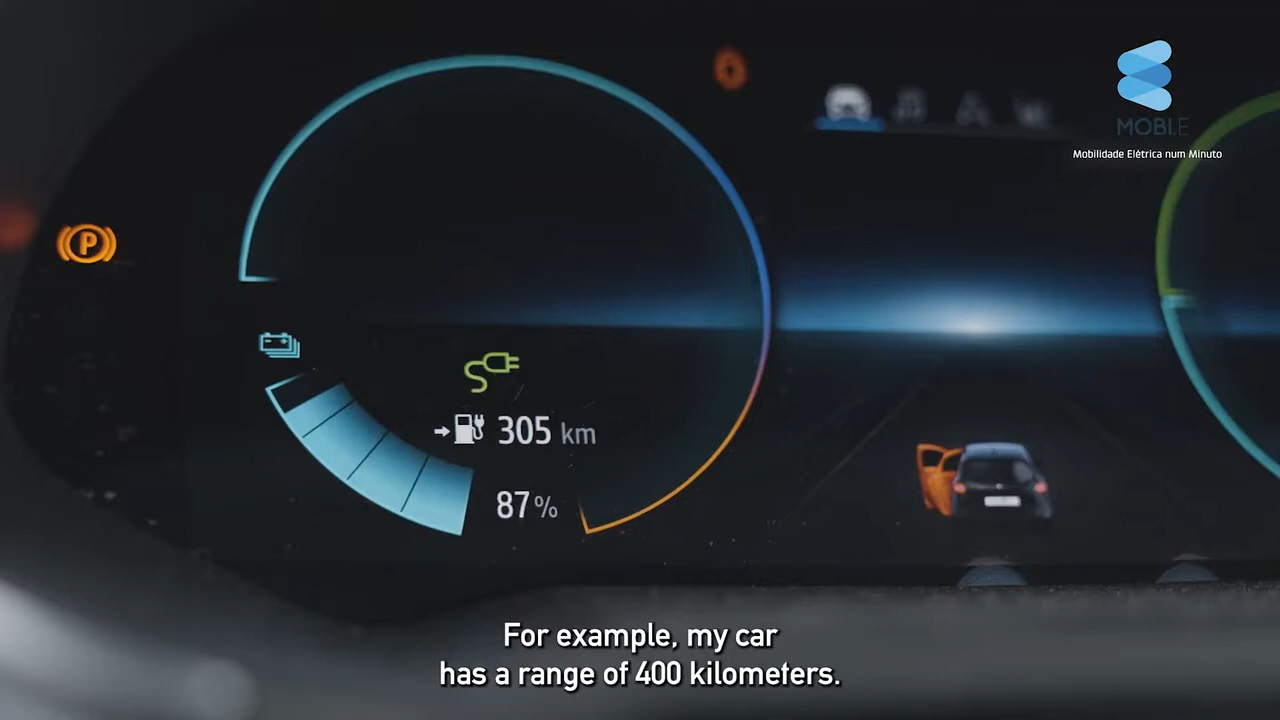 MOBI.E
Mobilidade Elétrica num Minuto
P
305 km
87%
For example, my car
has a range of 400 kilometers.